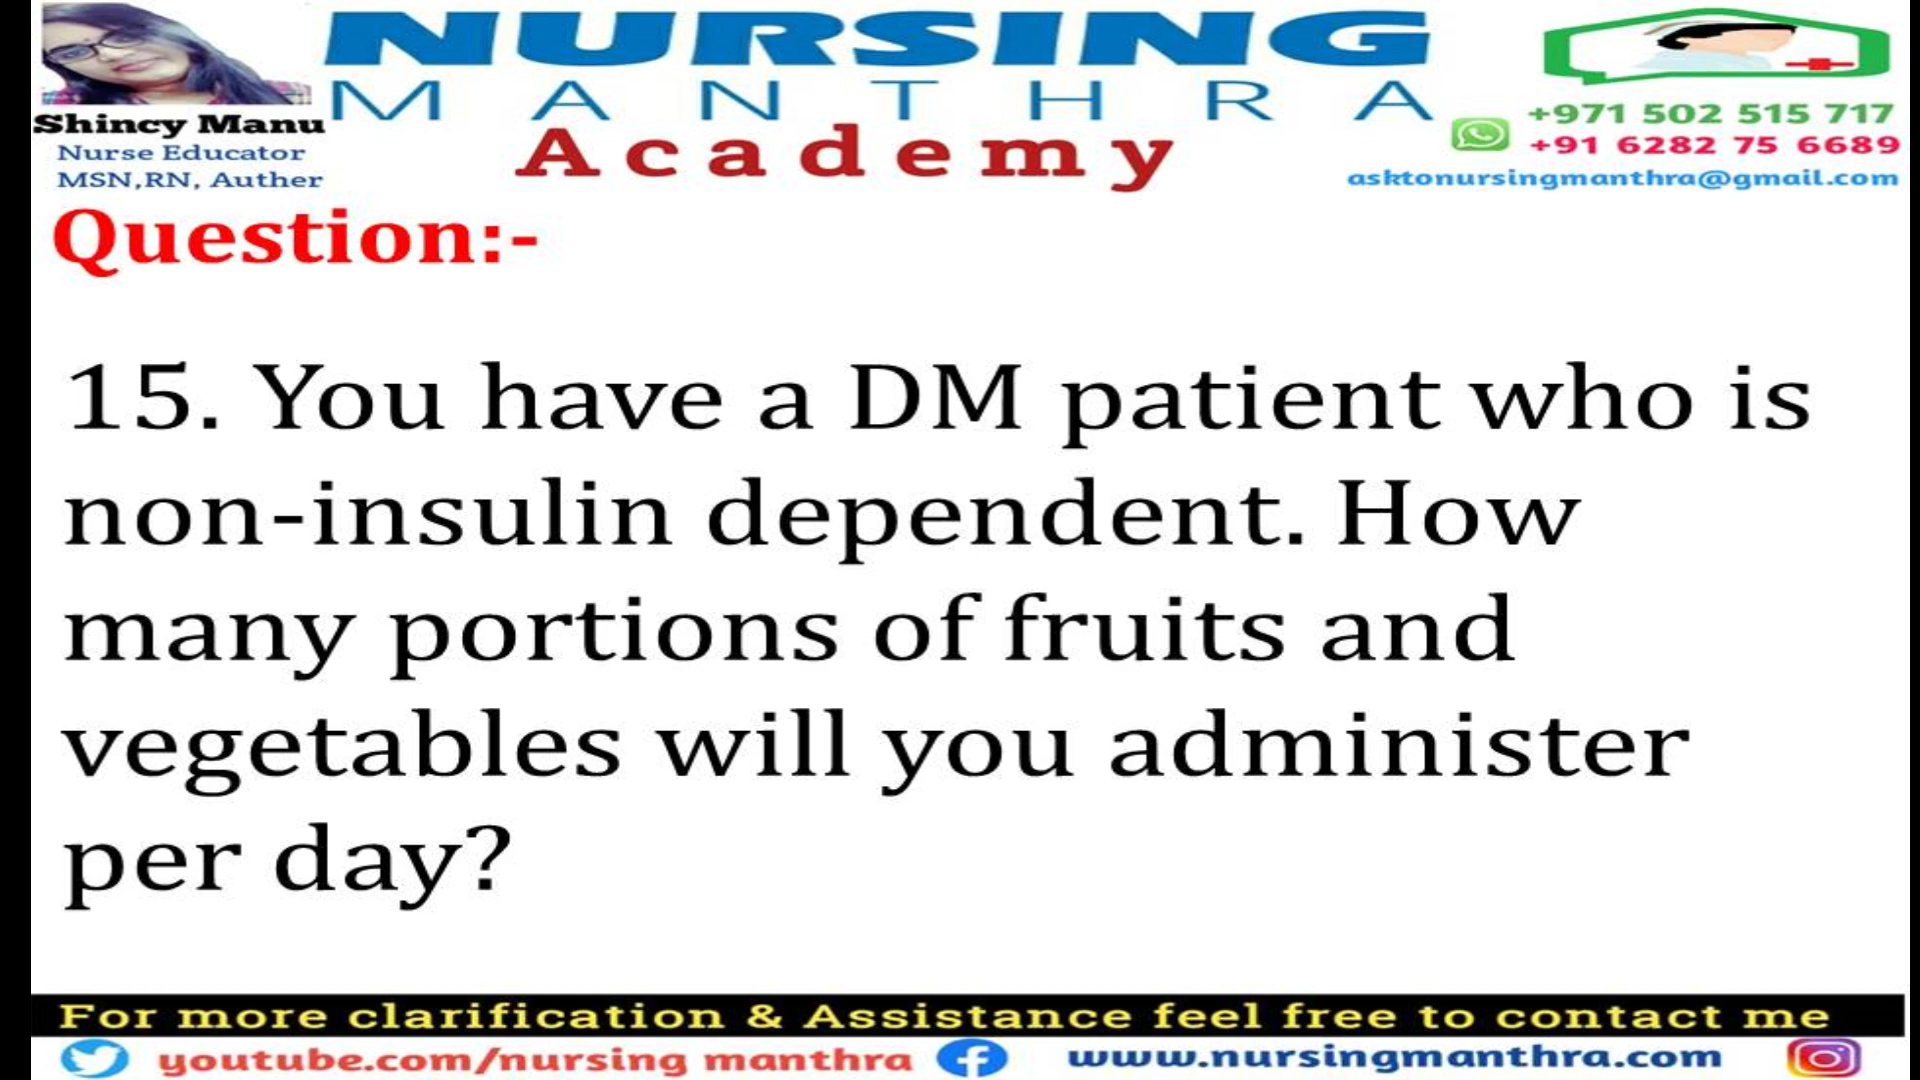 NURSING
MANTHRA
Academy
Shincy Manu
Nurse Educator
MSN,RN, Auther
+971 502 515 717
+91 6282 75 6689
asktonursingmanthra@gmail.com
Question:-
15. You have a DM patient who is
non-insulin dependent. How
many portions of fruits and
vegetables will you administer
per day?
For more clarification & Assistance feel free to contact me
youtube.com/nursing manthra
www.nursingmanthra.com